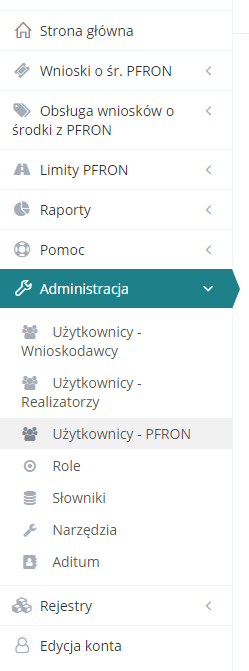 Strona główna
Wnioski o śr. PFRON
Obsługa wniosków o
środki z PFRON
Limity PFRON
Raporty
Pomoc
Administracja
Użytkownicy -
Wnioskodawcy
Użytkownicy -
Realizatorzy
Użytkownicy - PFRON
Role
Słowniki
Narzędzia
Aditum
Rejestry
Edycja konta